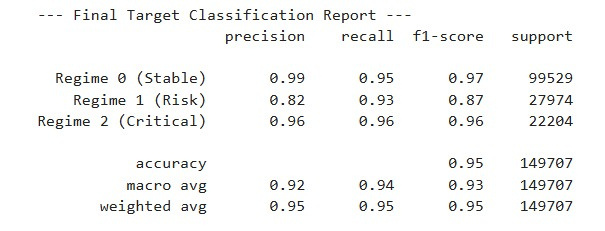 --- Final Target Classification Report ---
precision recall f1-score support
Regime 0 (Stable) 0.99 0.95 0.97 99529
Regime 1 (Risk) 0.82 0.93 0.87 27974
Regime 2 (Critical) 0.96 0.96 0.96 22204
accuracy 0.95 149707
macro avg 0.92 0.94 0.93 149707
weighted avg 0.95 0.95 0.95 149707